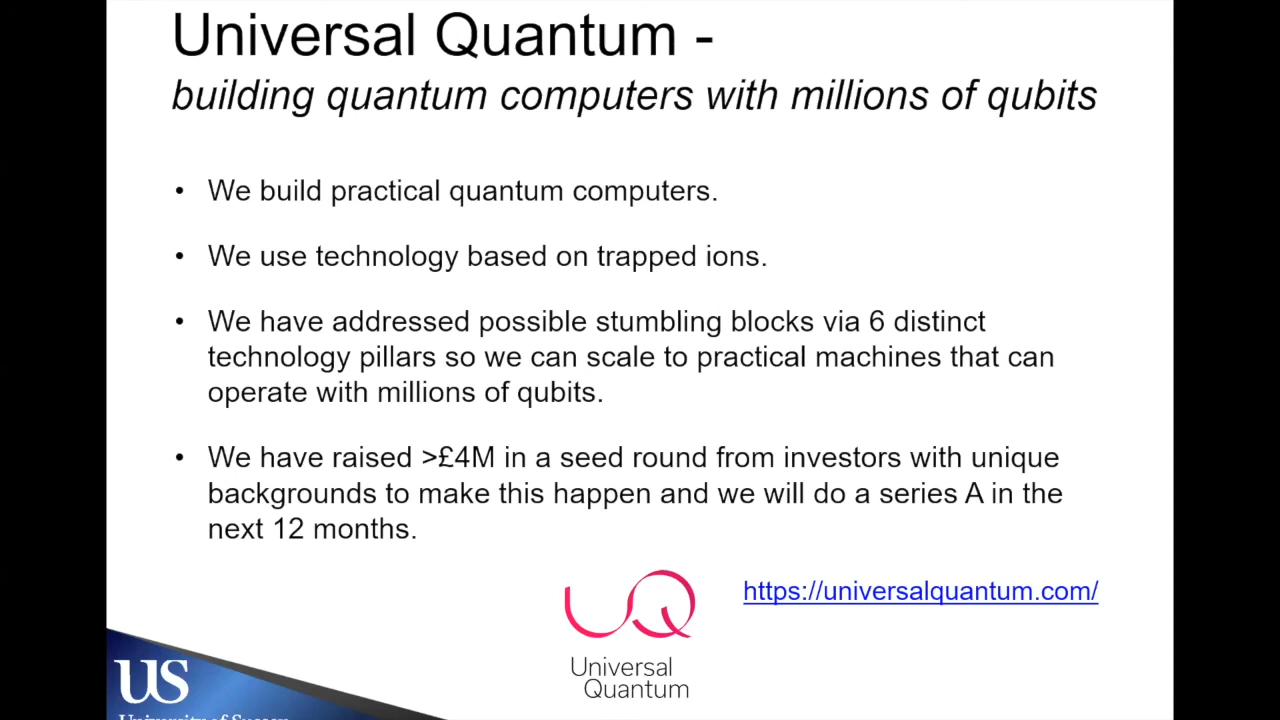 Universal Quantum -
building quantum computers with millions of qubits
• We build practical quantum computers.
• We use technology based on trapped ions.
• We have addressed possible stumbling blocks via 6 distinct
technology pillars so we can scale to practical machines that can
operate with millions of qubits.
• We have raised >£4M in a seed round from investors with unique
backgrounds to make this happen and we will do a series A in the
next 12 months.
https://universalquantum.com/
UQ
Universal
Quantum
US
University of Sussex